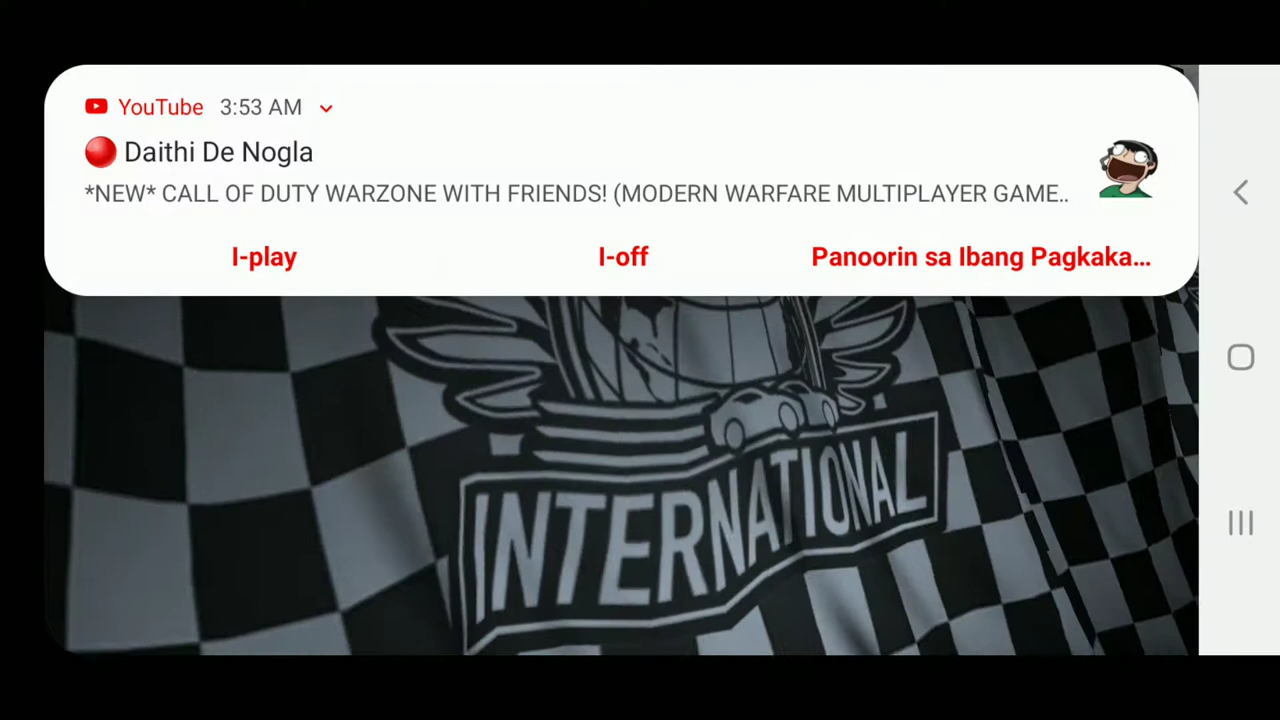 YouTube 3:53 AM
Daithi De Nogla
*NEW* CALL OF DUTY WARZONE WITH FRIENDS! (MODERN WARFARE MULTIPLAYER GAME..
I-play I-off Panoorin sa Ibang Pagkaka...
INTERNATIONAL